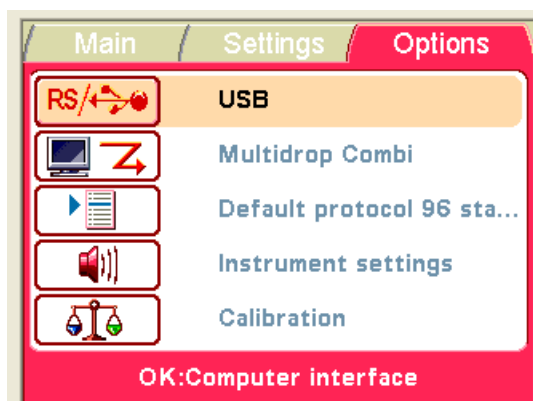 Main Settings Options
RS/ USB
Multidrop Combi
Default protocol 96 sta...
Instrument settings
Calibration
OK:Computer interface